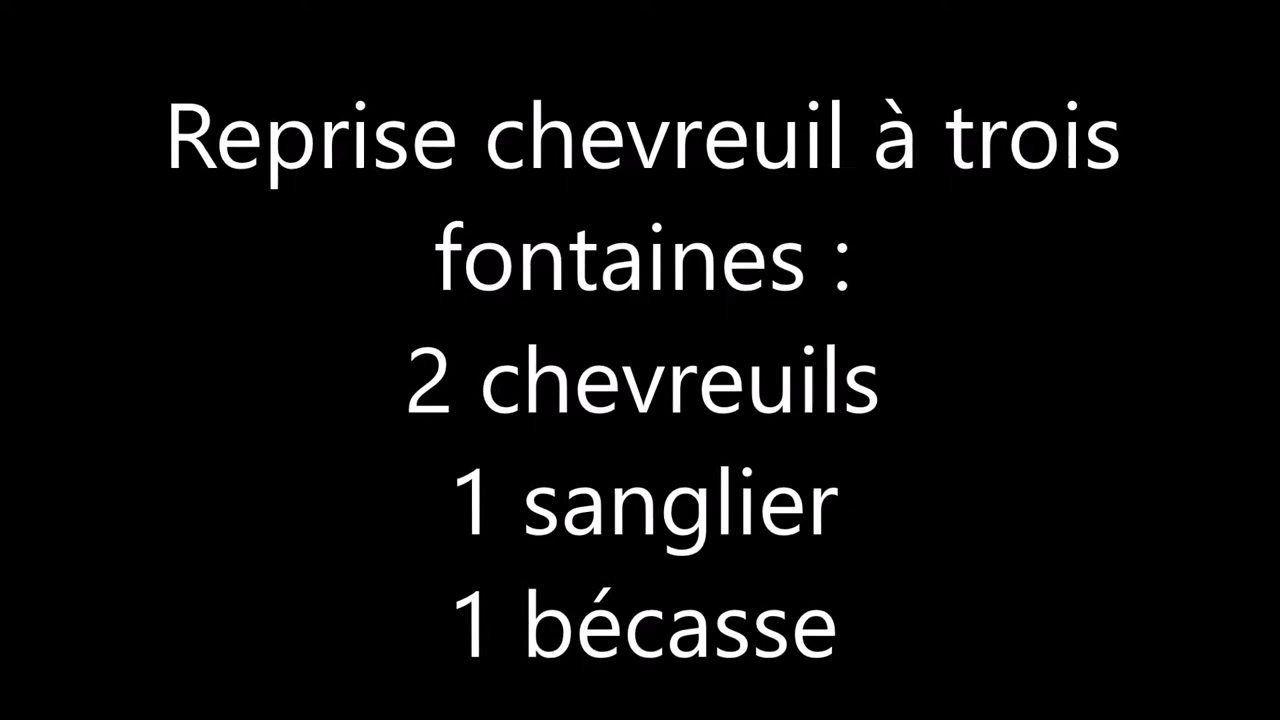 Reprise chevreuil à trois
fontaines :
2 chevreuils
1 sanglier
1 bécasse